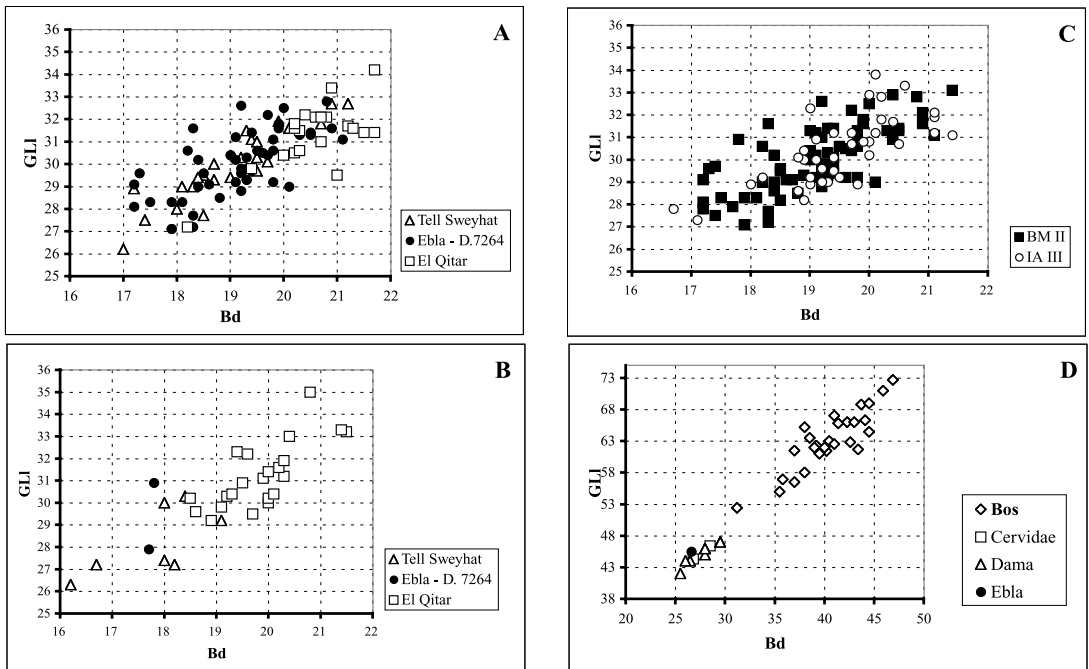 A
GLl
36
35
34
33
32
31
30
29
28
27
26
25
16 17 18 19 20 21 22
Bd
Tell Sweyhat
Ebla - D.7264
El Qitar
C
GLl
36
35
34
33
32
31
30
29
28
27
26
25
16 17 18 19 20 21 22
Bd
BM II
IA III
B
GLl
36
35
34
33
32
31
30
29
28
27
26
25
16 17 18 19 20 21 22
Bd
Tell Sweyhat
Ebla - D. 7264
El Qitar
D
GLl
73
68
63
58
53
48
43
38
20 25 30 35 40 45 50
Bd
Bos
Cervidae
Dama
Ebla